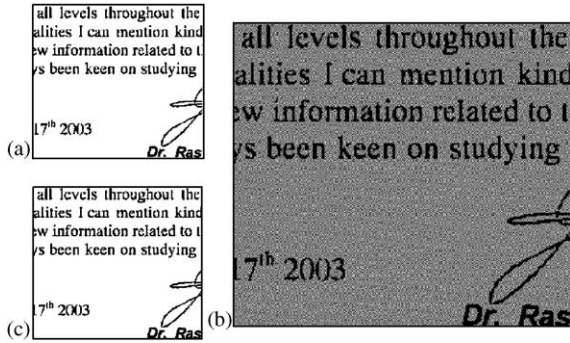 all levels throughout the
alities I can mention kind
ew information related to t
ys been keen on studying
17th 2003
Dr. Ras
(a)
all levels throughout the
alities I can mention kind
ew information related to t
ys been keen on studying
17th 2003
Dr. Ras
(b)
all levels throughout the
alities I can mention kind
ew information related to t
ys been keen on studying
17th 2003
Dr. Ras
(c)